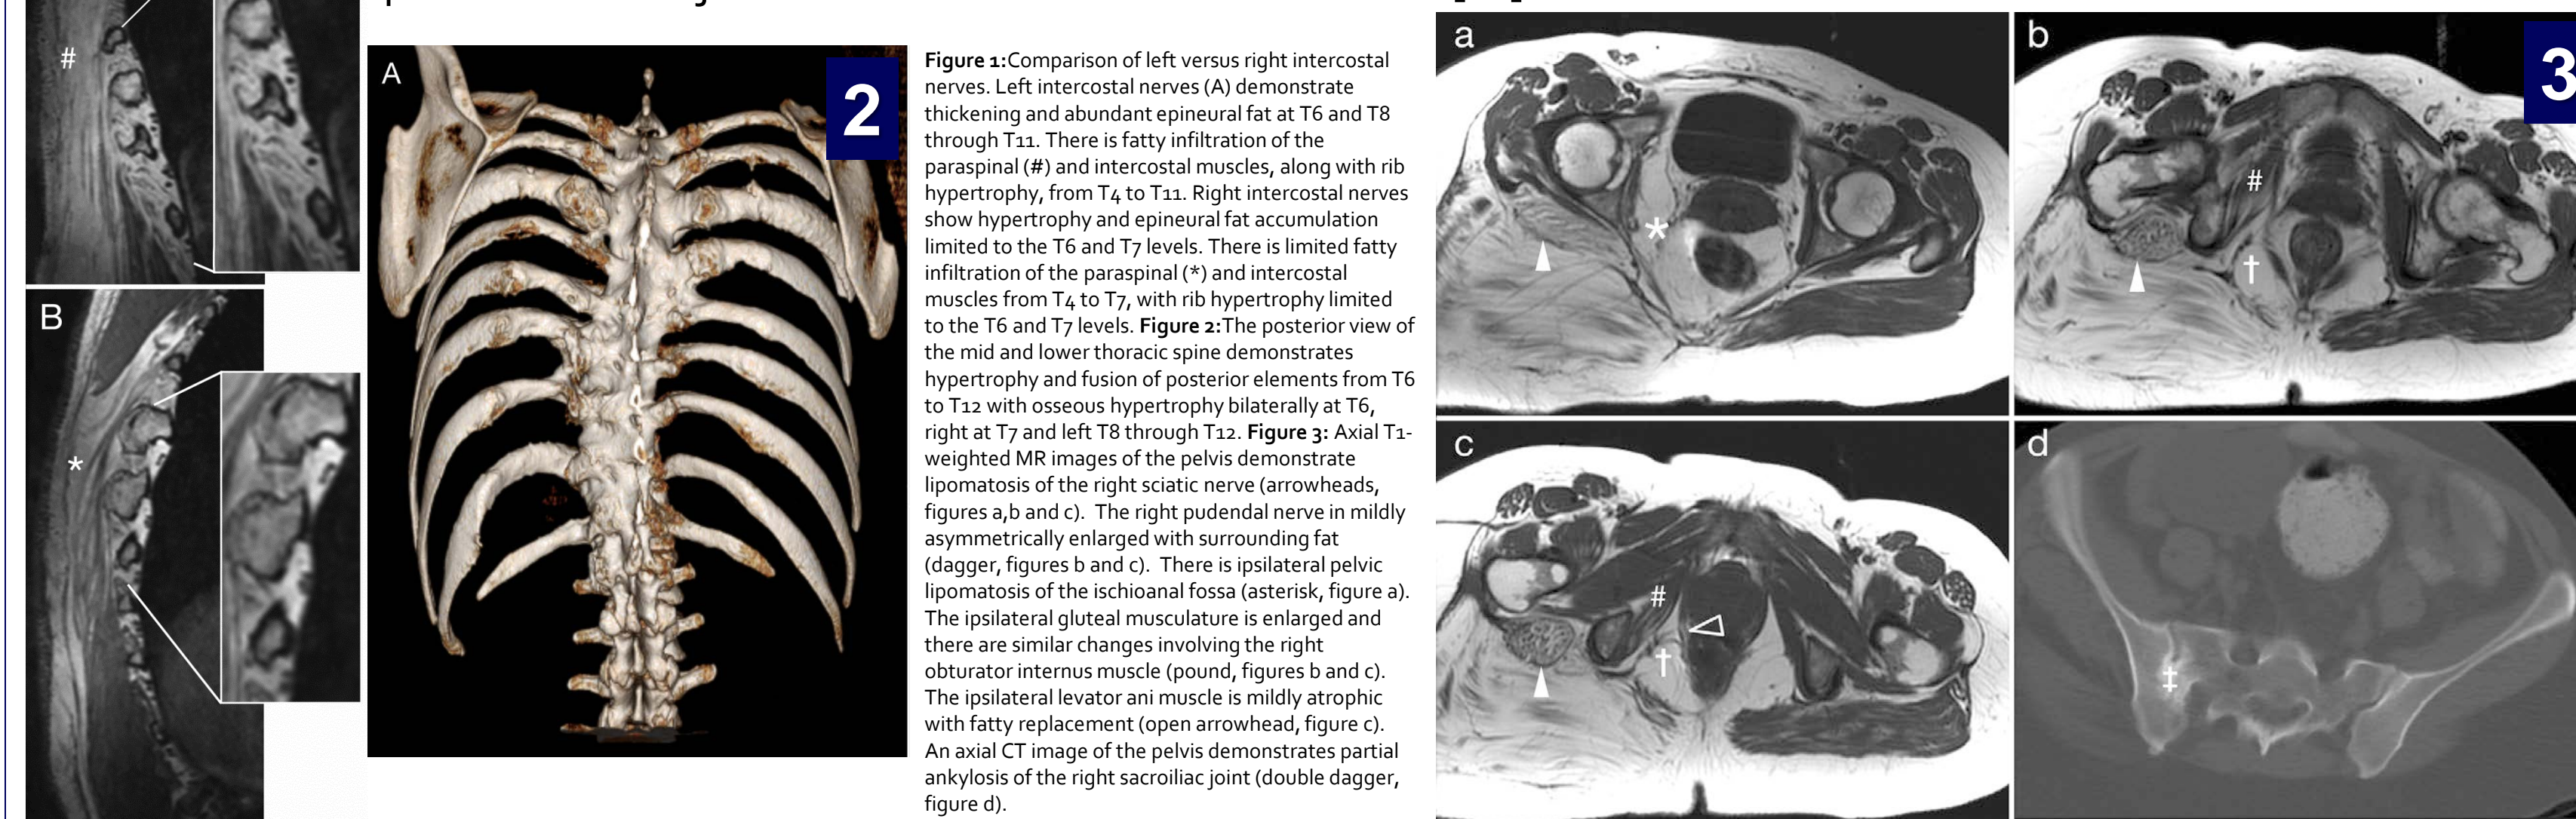 #
B
*
A
2
Figure 1:Comparison of left versus right intercostal
nerves. Left intercostal nerves (A) demonstrate
thickening and abundant epineural fat at T6 and T8
through T11. There is fatty infiltration of the
paraspinal (#) and intercostal muscles, along with rib
hypertrophy, from T4 to T11. Right intercostal nerves
show hypertrophy and epineural fat accumulation
limited to the T6 and T7 levels. There is limited fatty
infiltration of the paraspinal (*) and intercostal
muscles from T4 to T7, with rib hypertrophy limited
to the T6 and T7 levels. Figure 2:The posterior view of
the mid and lower thoracic spine demonstrates
hypertrophy and fusion of posterior elements from T6
to T12 with osseous hypertrophy bilaterally at T6,
right at T7 and left T8 through T12. Figure 3: Axial T1-
weighted MR images of the pelvis demonstrate
lipomatosis of the right sciatic nerve (arrowheads,
figures a,b and c).  The right pudendal nerve in mildly
asymmetrically enlarged with surrounding fat
(dagger, figures b and c).  There is ipsilateral pelvic
lipomatosis of the ischioanal fossa (asterisk, figure a).
The ipsilateral gluteal musculature is enlarged and
there are similar changes involving the right
obturator internus muscle (pound, figures b and c).
The ipsilateral levator ani muscle is mildly atrophic
with fatty replacement (open arrowhead, figure c).
An axial CT image of the pelvis demonstrates partial
ankylosis of the right sacroiliac joint (double dagger,
figure d).
a
*
b
3
#
†
c
#
†
d
‡